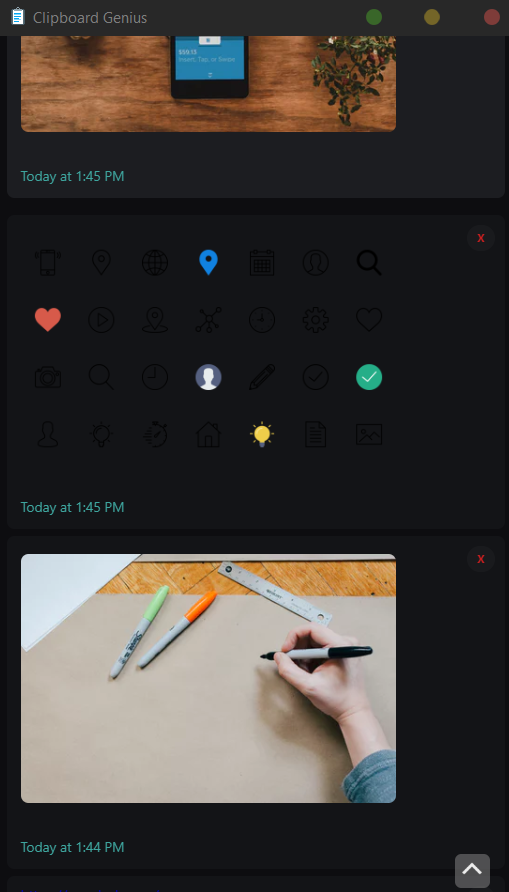 Clipboard Genius
$59.13
Insert, Tap, or Swipe
Today at 1:45 PM
x
Today at 1:45 PM
x
Today at 1:44 PM